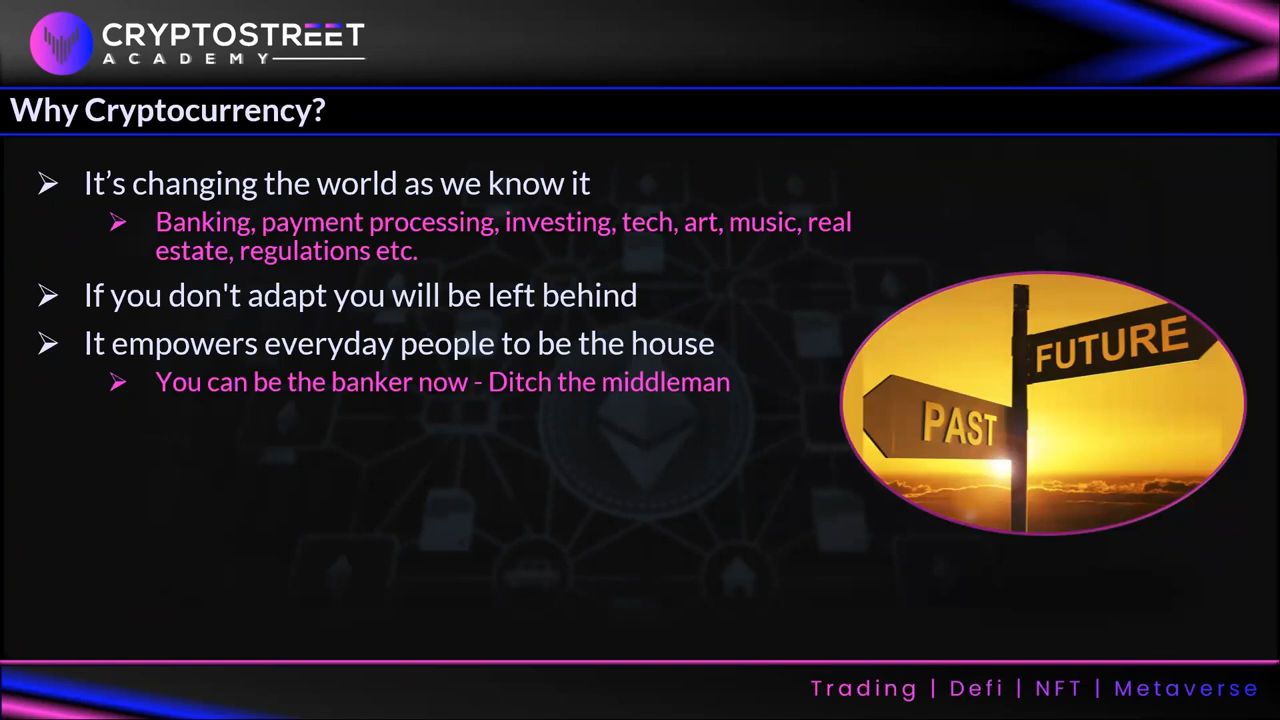 CRYPTOSTREET
ACADEMY
Why Cryptocurrency?
It’s changing the world as we know it
Banking, payment processing, investing, tech, art, music, real
estate, regulations etc.
If you don't adapt you will be left behind
It empowers everyday people to be the house
You can be the banker now - Ditch the middleman
FUTURE
PAST
Trading | Defi | NFT | Metaverse